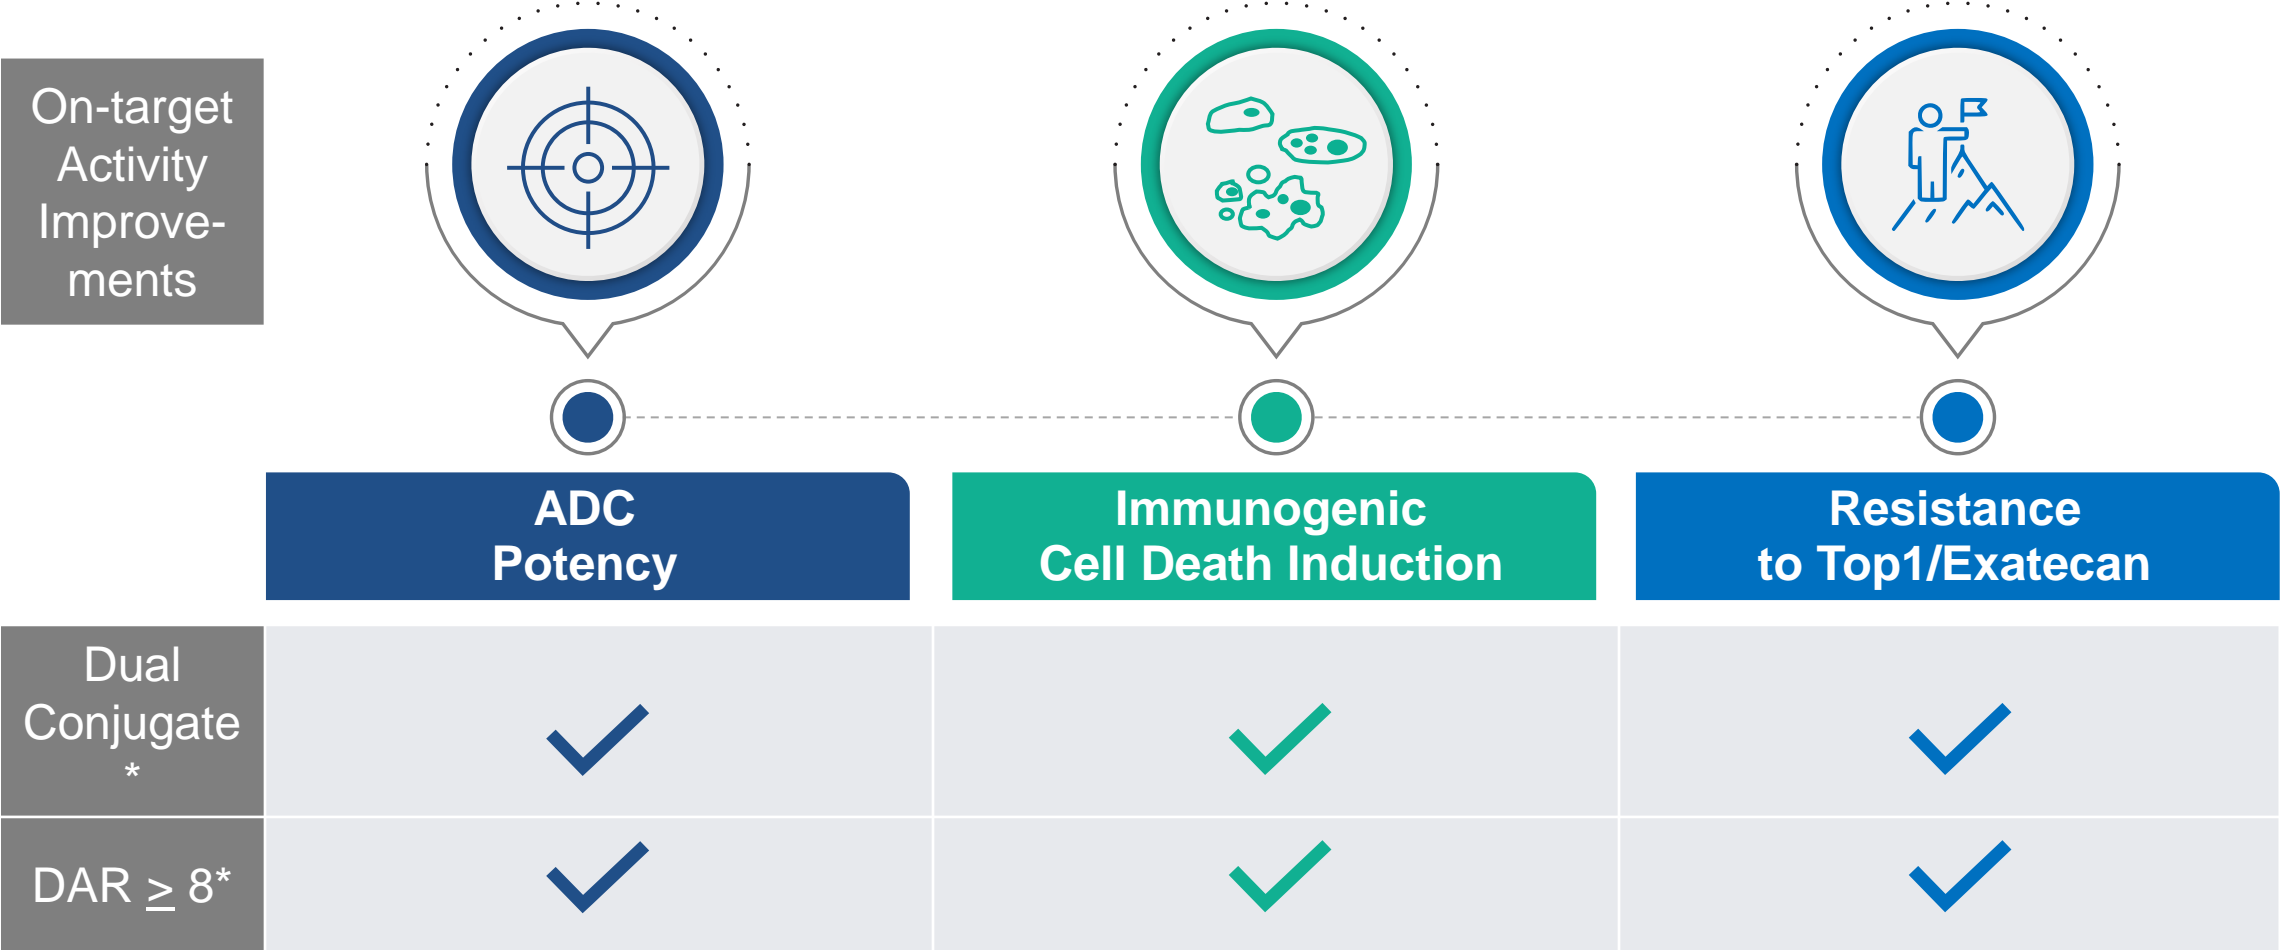 On-target
Activity
Improve-
ments
ADC
Potency
Immunogenic
Cell Death Induction
Resistance
to Top1/Exatecan
Dual
Conjugate
*
DAR ≥ 8*